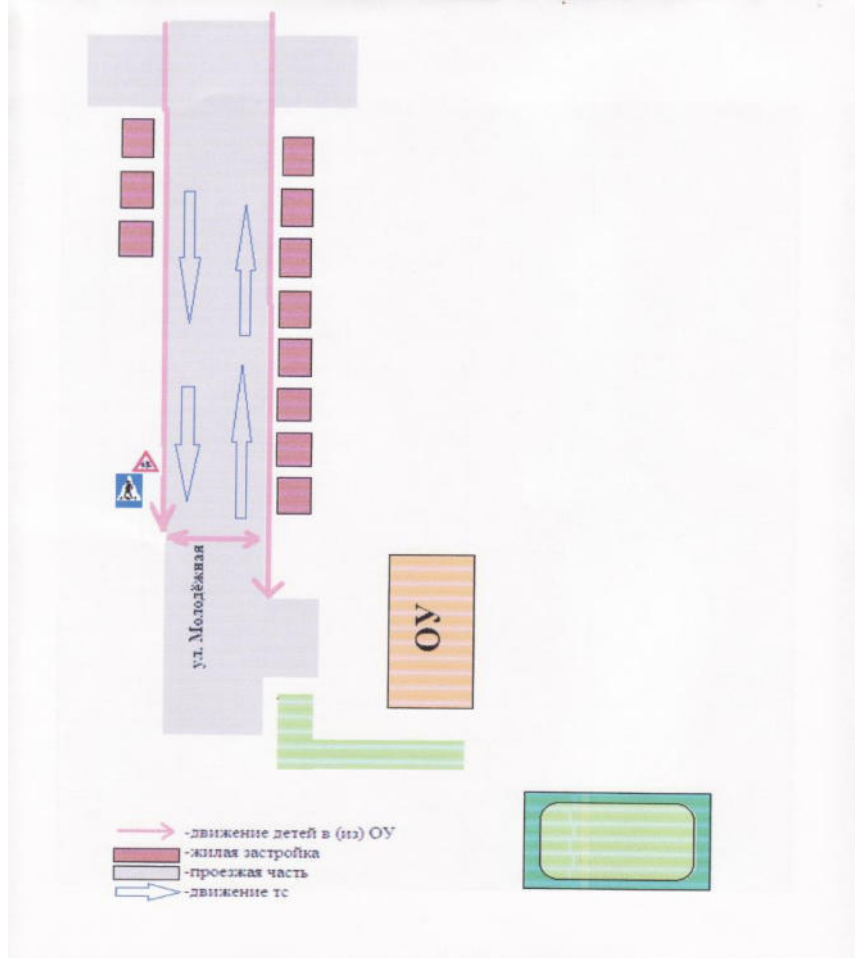 ул. Молодёжная
ОУ
-движение детей в (из) ОУ
-жилая застройка
-проезжая часть
-движение тс